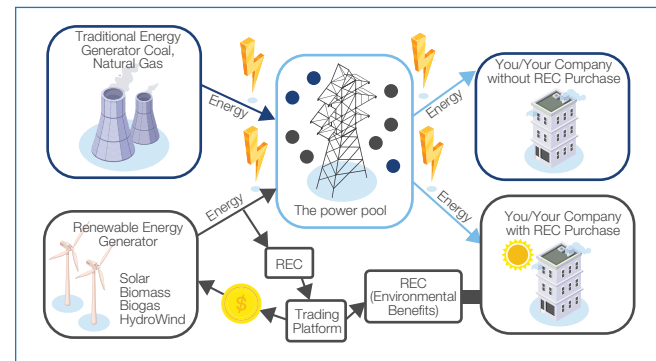 Traditional Energy
Generator Coal,
Natural Gas
Energy
The power pool
Energy
You/Your Company
without REC Purchase
Renewable Energy
Generator
Solar
Biomass
Biogas
HydroWind
Energy
REC
$
Trading
Platform
REC
(Environmental
Benefits)
Energy
You/Your Company
with REC Purchase